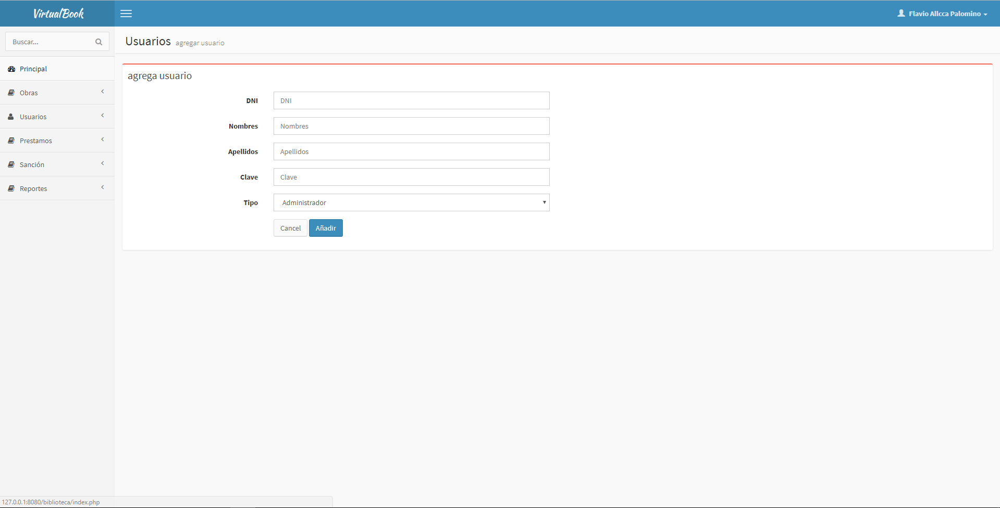 VirtualBook
Flavio Allcca Palomino
Buscar...
Usuarios agregar usuario
Principal
Obras
Usuarios
Prestamos
Sanción
Reportes
agrega usuario
DNI DNI
Nombres Nombres
Apellidos Apellidos
Clave Clave
Tipo Administrador
Cancel Añadir
127.0.0.1:8080/biblioteca/index.php